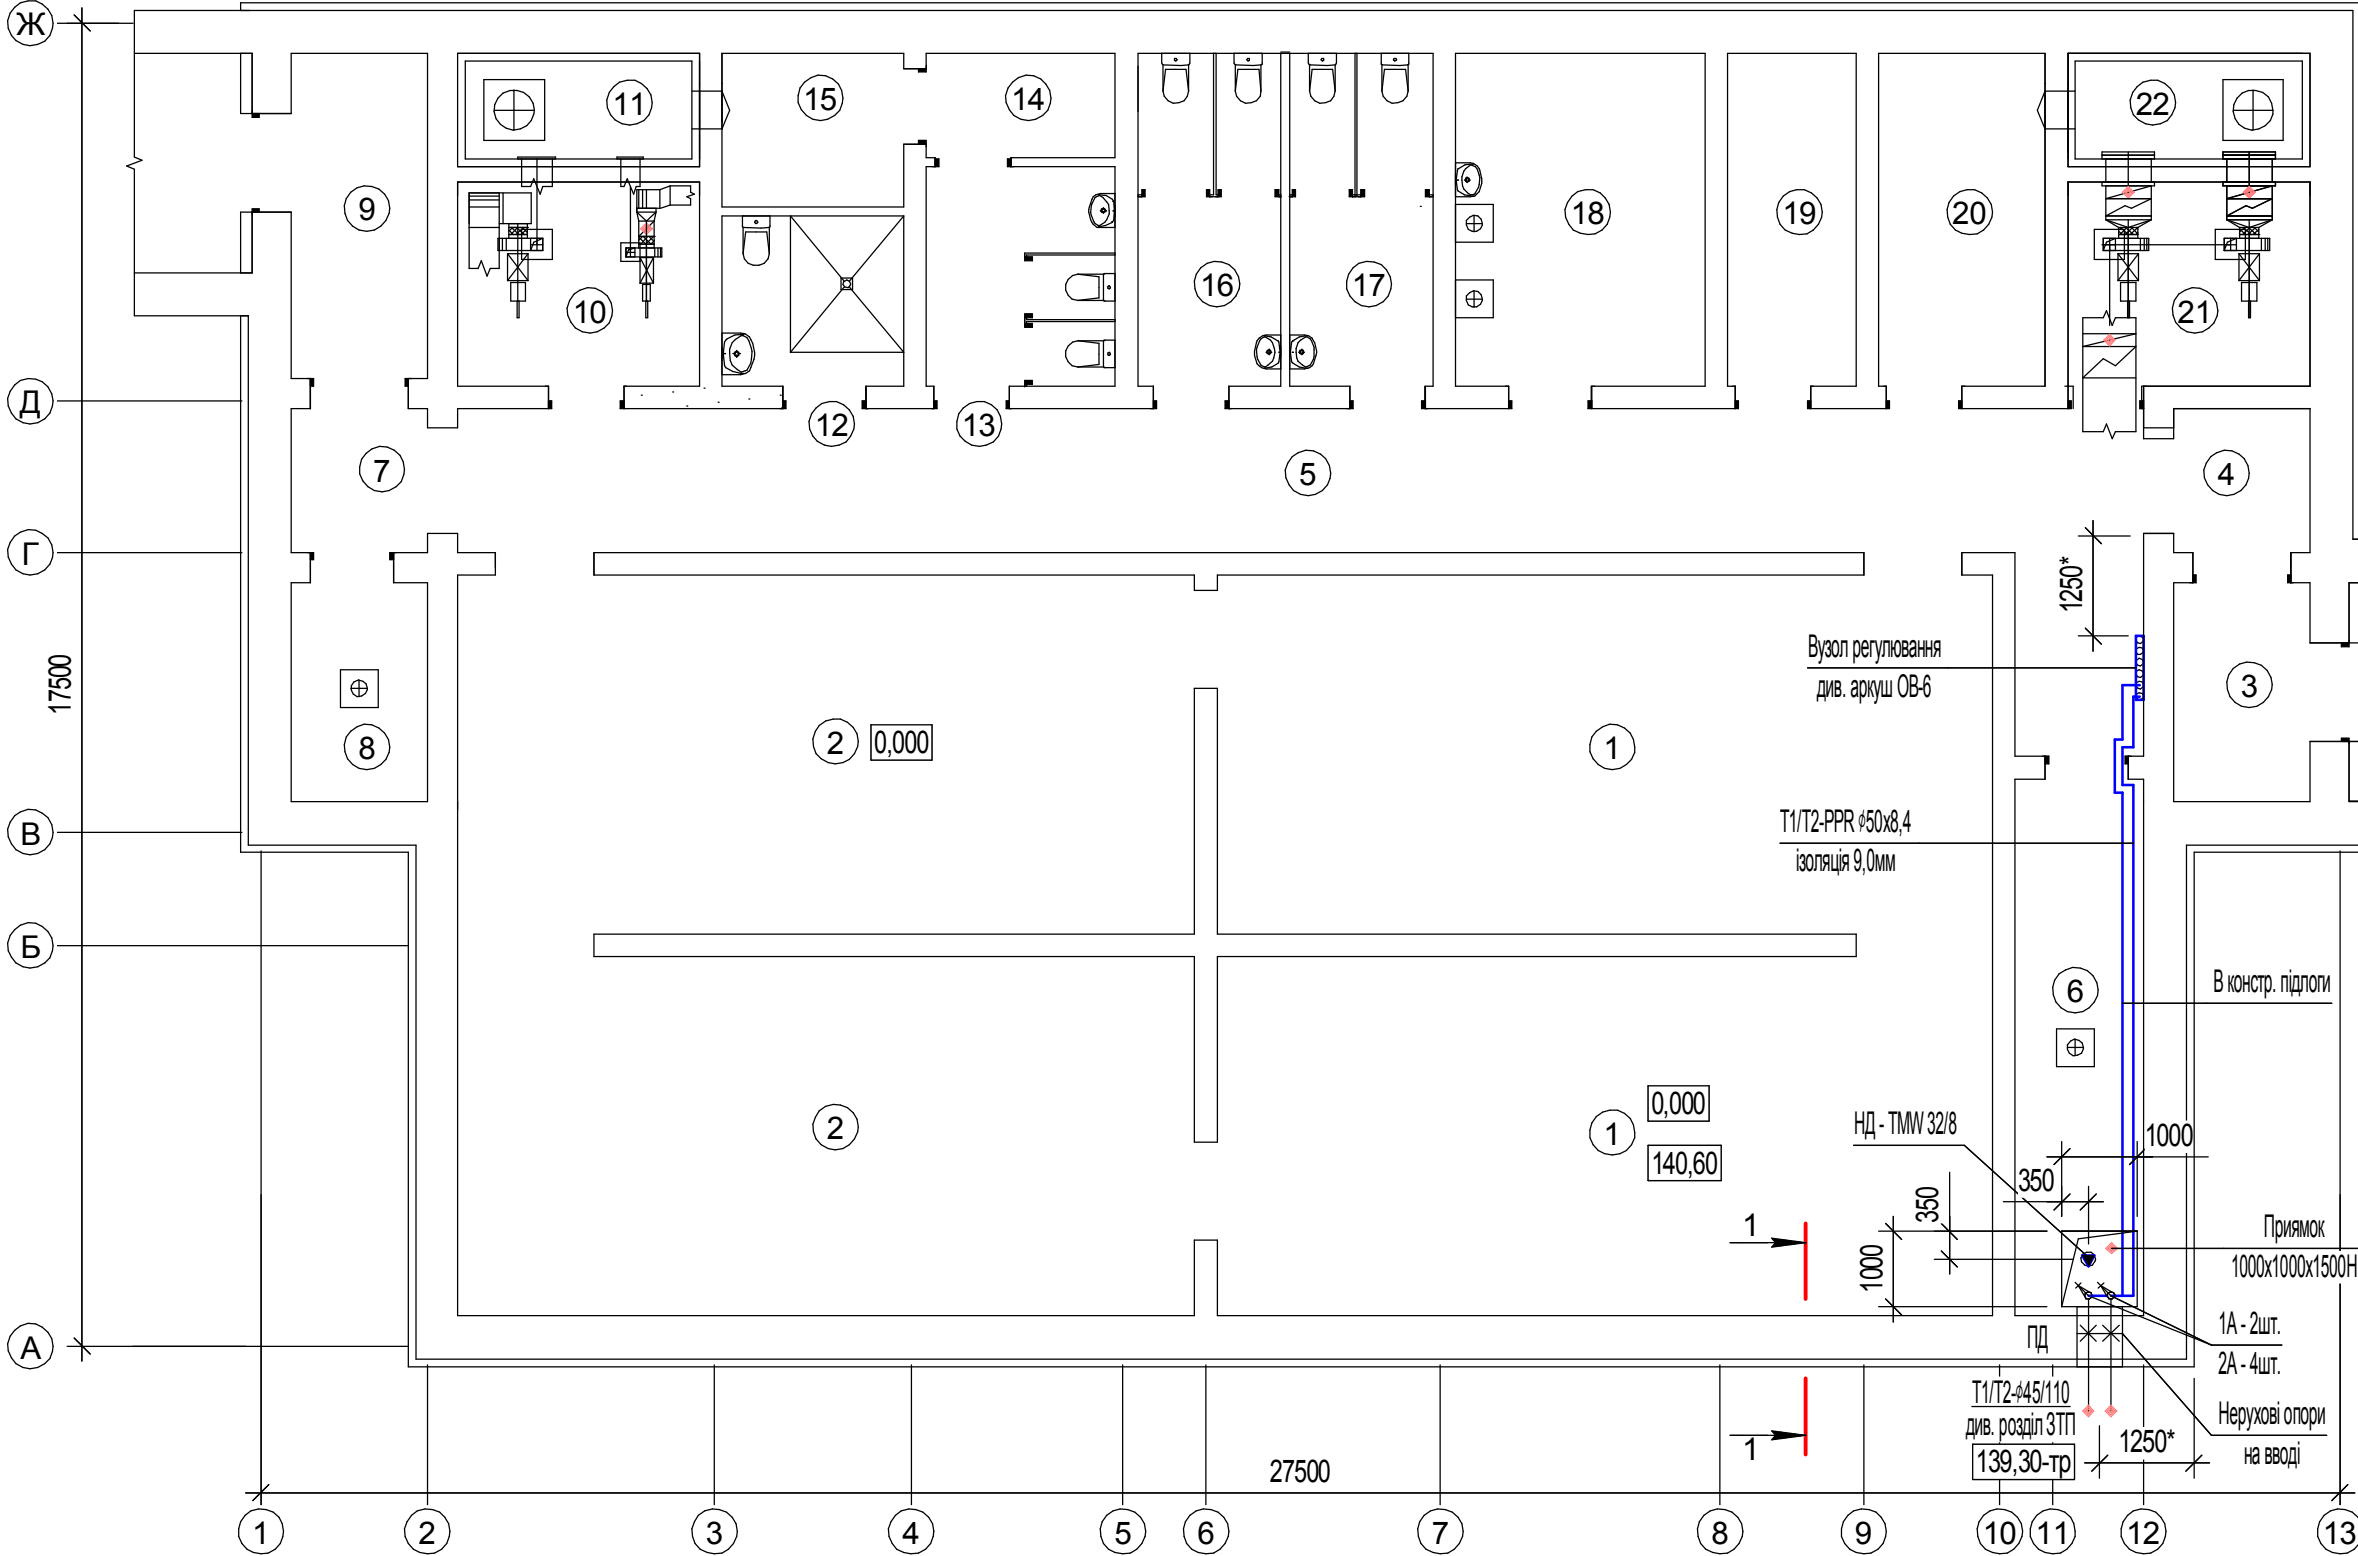 Ж
11
15
14
22
9
18
19
20
16
17
10
21
Д
12
13
7
5
4
Г
1250*
Вузол регулювання
див. аркуш ОВ-6
17500
3
8
2
0,000
1
Т1/Т2-PPR ϕ50х8,4
ізоляція 9,0мм
В
Б
6
В констр. підлоги
2
1
0,000
140,60
НД - TMW 32/8
1000
350
350
1000
Приямок
1000х1000х1500Н
1
1А - 2шт.
2А - 4шт.
ПД
А
Т1/Т2-ϕ45/110
див. розділ ЗТП
139,30-тр
Нерухові опори
на вводі
1250*
1
27500
1
2
3
4
5
6
7
8
9
10
11
12
13